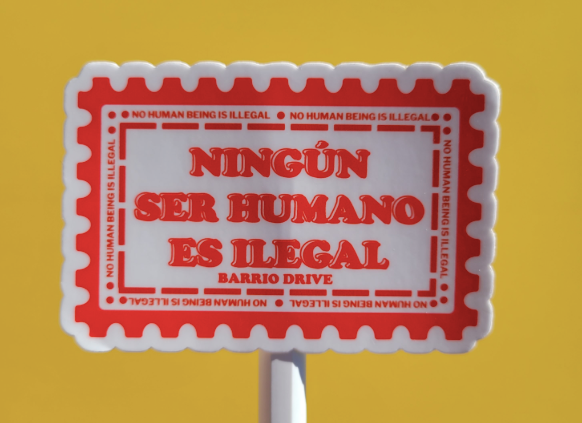 NO HUMAN BEING IS ILLEGAL • NO HUMAN BEING IS ILLEGAL
NO HUMAN BEING IS ILLEGAL
NINGÚN
SER HUMANO
ES ILEGAL
BARRIO DRIVE
NO HUMAN BEING IS ILLEGAL
NO HUMAN BEING IS ILLEGAL • NO HUMAN BEING IS ILLEGAL